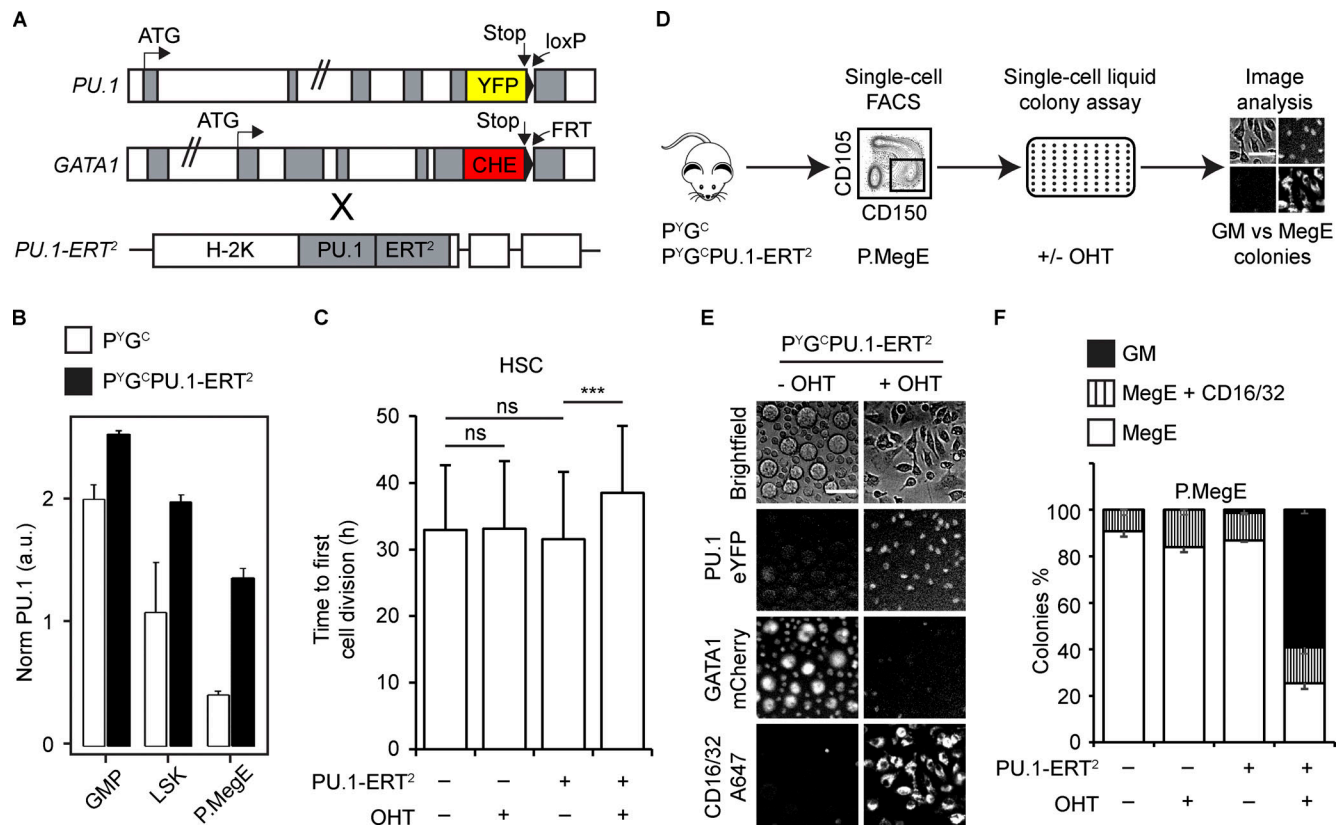 A
ATG
Stop
loxP
PU.1
YFP
ATG
Stop
FRT
GATA1
CHE
X
PU.1-ERT²
H-2K
PU.1
ERT²
D
Single-cell
FACS
Single-cell liquid
colony assay
Image
analysis
CD105
CD150
PʸGᶜ
PʸGᶜPU.1-ERT²
P.MegE
+/- OHT
GM vs MegE
colonies
B
PʸGᶜ
PʸGᶜPU.1-ERT²
Norm PU.1 (a.u.)
2
1
0
GMP
LSK
P.MegE
C
HSC
***
ns
ns
Time to first
cell division (h)
50
40
30
20
10
0
PU.1-ERT² – – + +
OHT – + – +
E
PʸGᶜPU.1-ERT²
- OHT + OHT
Brightfield
PU.1
eYFP
GATA1
mCherry
CD16/32
A647
F
GM
MegE + CD16/32
MegE
P.MegE
Colonies %
100
80
60
40
20
0
PU.1-ERT² – – + +
OHT – + – +